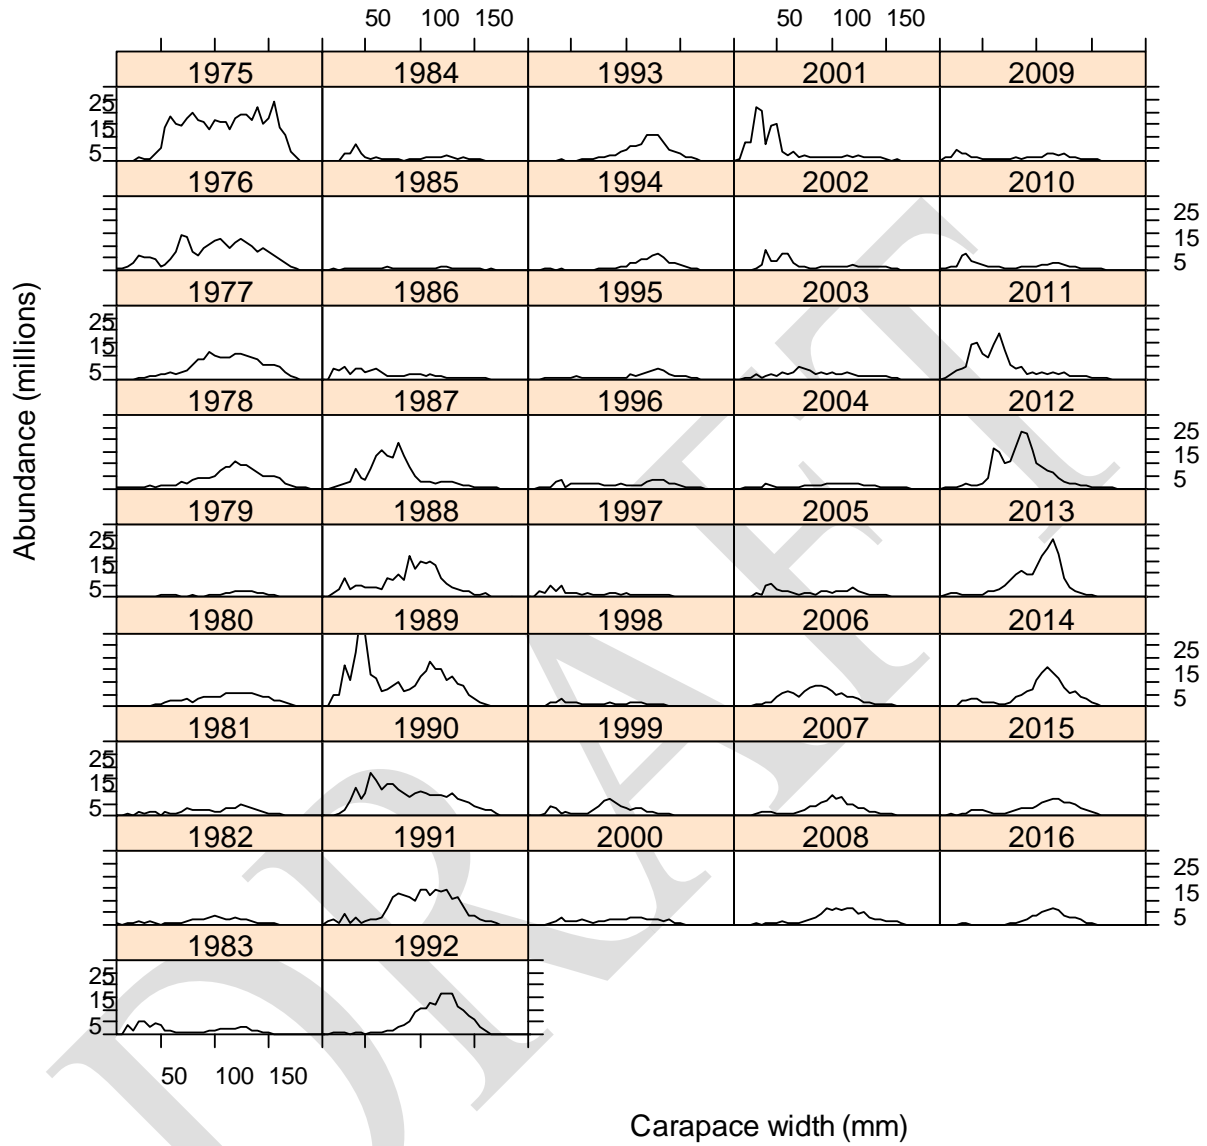 50 100 150 50 100 150
1975 1984 1993 2001 2009
25
15
5
1976 1985 1994 2002 2010
25
15
5
1977 1986 1995 2003 2011
25
15
5
1978 1987 1996 2004 2012
25
15
5
1979 1988 1997 2005 2013
25
15
5
1980 1989 1998 2006 2014
25
15
5
1981 1990 1999 2007 2015
25
15
5
1982 1991 2000 2008 2016
25
15
5
1983 1992
25
15
5
50 100 150
Abundance (millions)
Carapace width (mm)
DRAFT